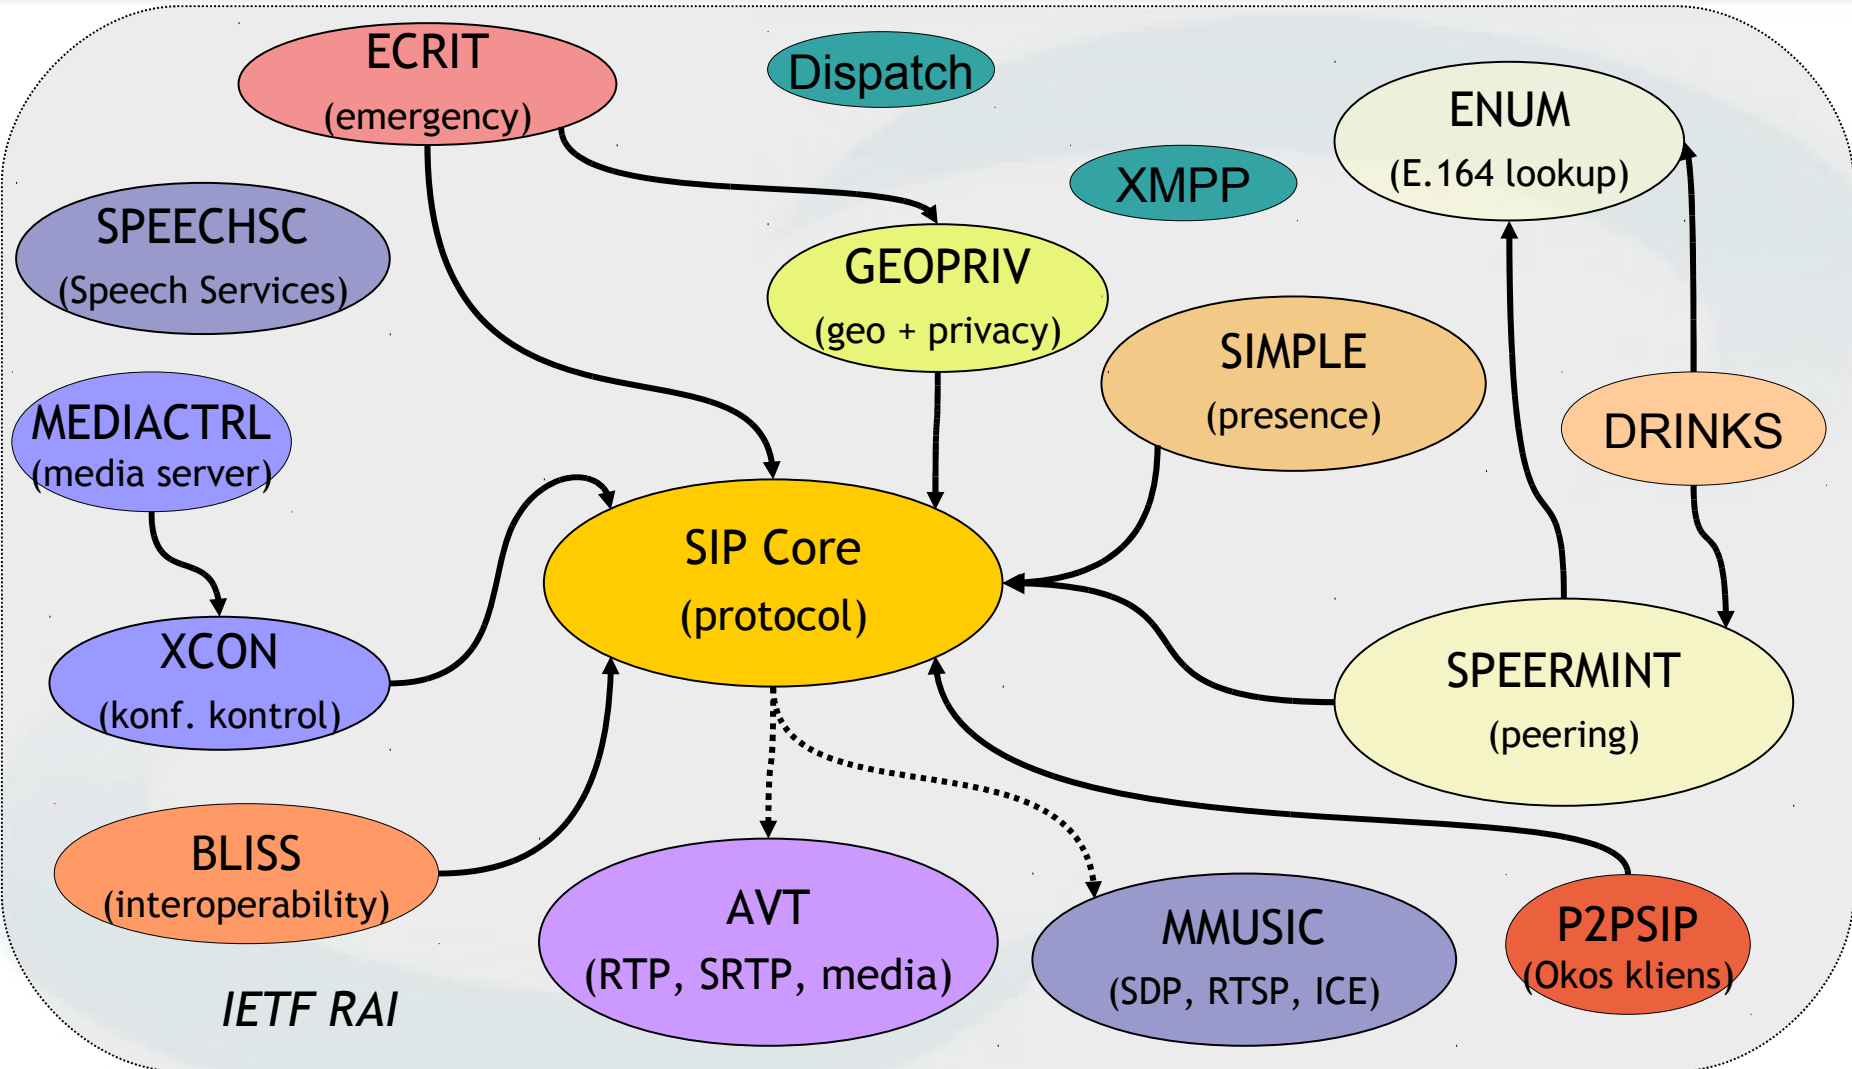 ECRIT
(emergency)
Dispatch
ENUM
(E.164 lookup)
XMPP
SPEECHSC
(Speech Services)
GEOPRIV
(geo + privacy)
SIMPLE
(presence)
MEDIACTRL
(media server)
DRINKS
SIP Core
(protocol)
XCON
(konf. kontrol)
SPEERMINT
(peering)
BLISS
(interoperability)
AVT
(RTP, SRTP, media)
MMUSIC
(SDP, RTSP, ICE)
P2PSIP
(Okos kliens)
IETF RAI